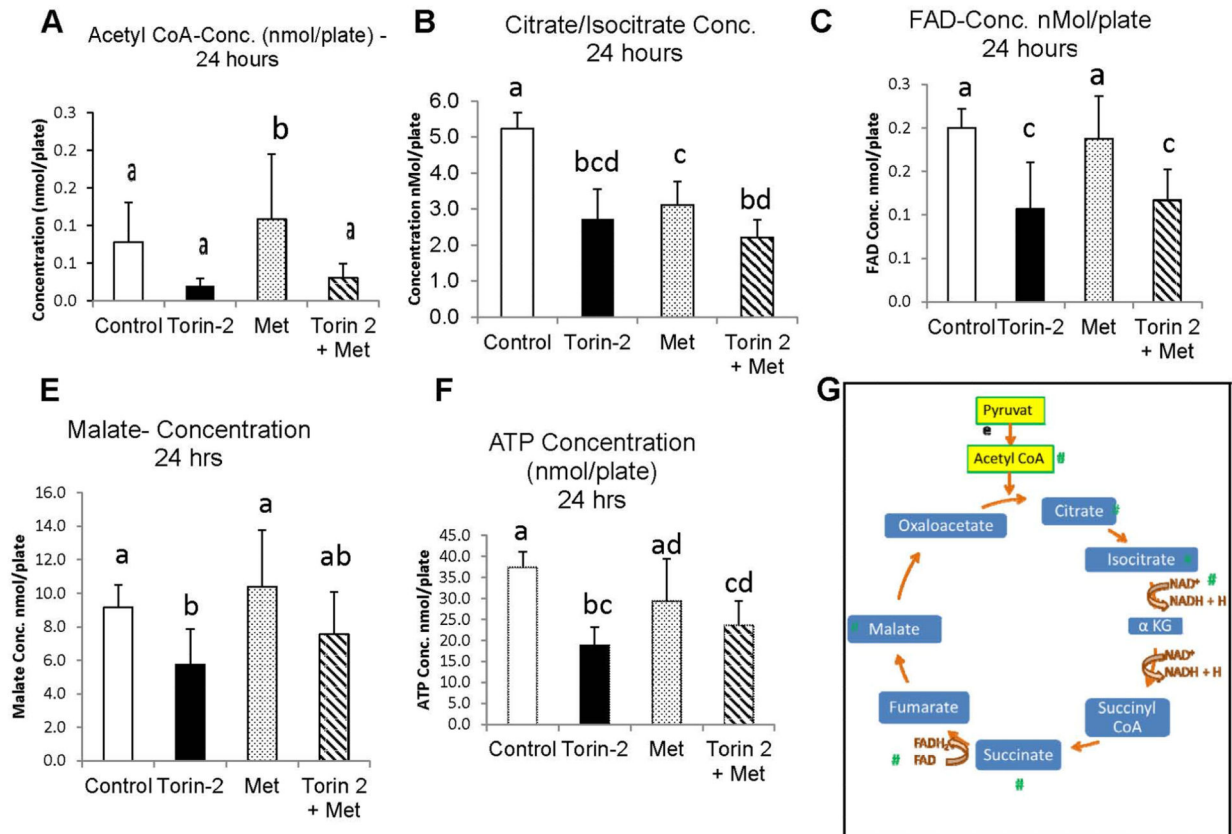 A
Acetyl CoA-Conc. (nmol/plate) -
24 hours
Concentration (nmol/plate)
0.3
0.2
0.2
0.1
0.1
0.0
a
a
b
a
Control
Torin-2
Met
Torin 2
+ Met
B
Citrate/Isocitrate Conc.
24 hours
Concentration nMol/plate
6.0
5.0
4.0
3.0
2.0
1.0
0.0
a
bcd
c
bd
Control
Torin-2
Met
Torin 2
+ Met
C
FAD-Conc. nMol/plate
24 hours
FAD Conc. nmol/plate
0.3
0.2
0.2
0.1
0.1
0.0
a
c
a
c
Control
Torin-2
Met
Torin 2
+ Met
E
Malate- Concentration
24 hrs
Malate Conc. nmol/plate
16.0
14.0
12.0
10.0
8.0
6.0
4.0
2.0
0.0
a
b
a
ab
Control
Torin-2
Met
Torin 2
+ Met
F
ATP Concentration
(nmol/plate)
24 hrs
ATP Conc. nmol/plate
45.0
40.0
35.0
30.0
25.0
20.0
15.0
10.0
5.0
0.0
a
bc
ad
cd
Control
Torin-2
Met
Torin 2
+ Met
G
Pyruvat
e
Acetyl CoA #
Citrate #
Isocitrate #
NAD+ #
NADH + H
α KG
NAD+
NADH + H
Succinyl
CoA
Succinate
#
FADH2
# FAD
Fumarate
# Malate
Oxaloacetate